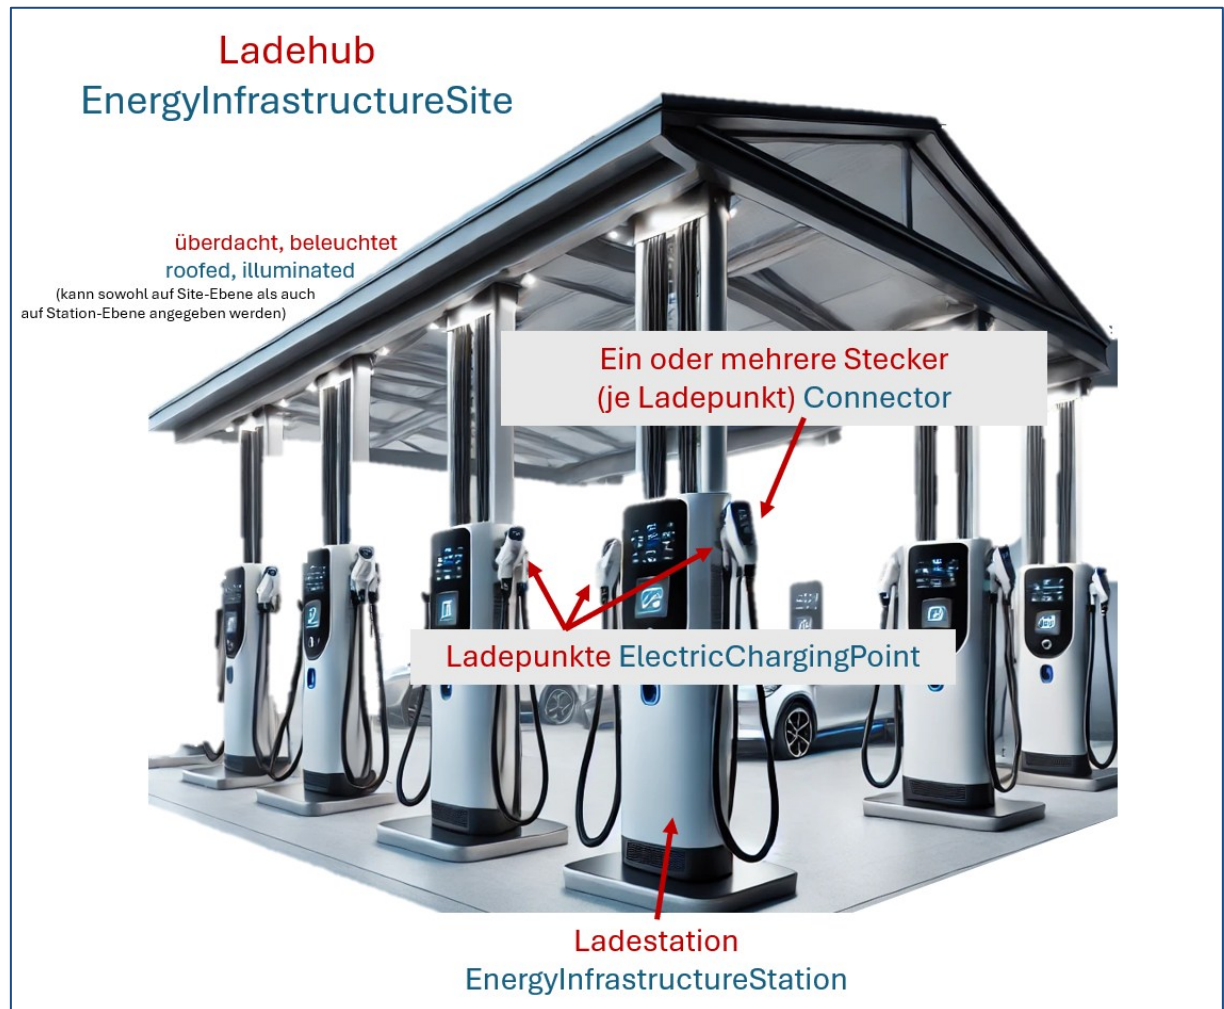 Ladehub
EnergyInfrastructureSite
überdacht, beleuchtet
roofed, illuminated
(kann sowohl auf Site-Ebene als auch
auf Station-Ebene angegeben werden)
Ein oder mehrere Stecker
(je Ladepunkt) Connector
Ladepunkte ElectricChargingPoint
Ladestation
EnergyInfrastructureStation